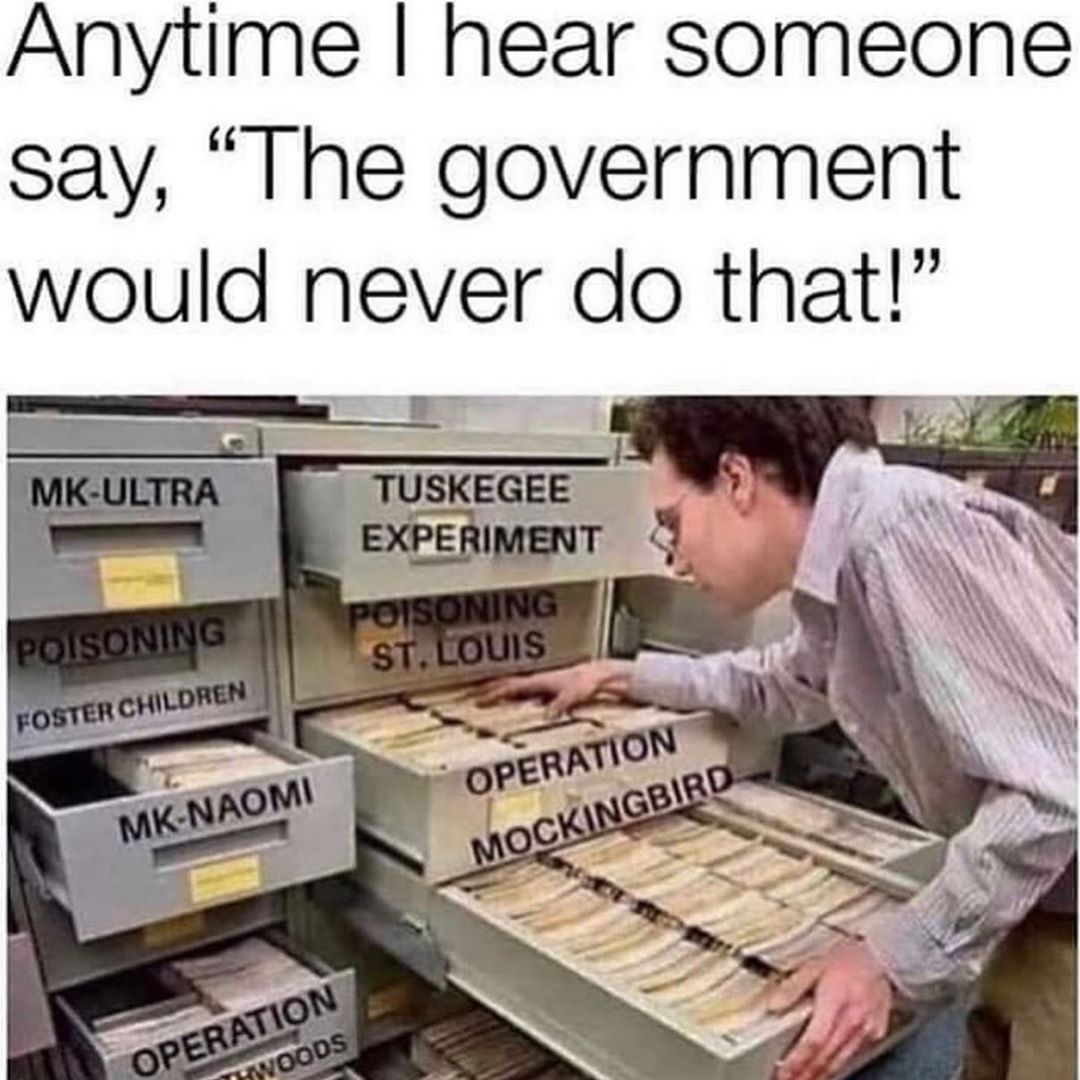 Anytime I hear someone
say, “The government
would never do that!”
MK-ULTRA
TUSKEGEE
EXPERIMENT
POISONING
FOSTER CHILDREN
POISONING
ST. LOUIS
MK-NAOMI
OPERATION
MOCKINGBIRD
OPERATION